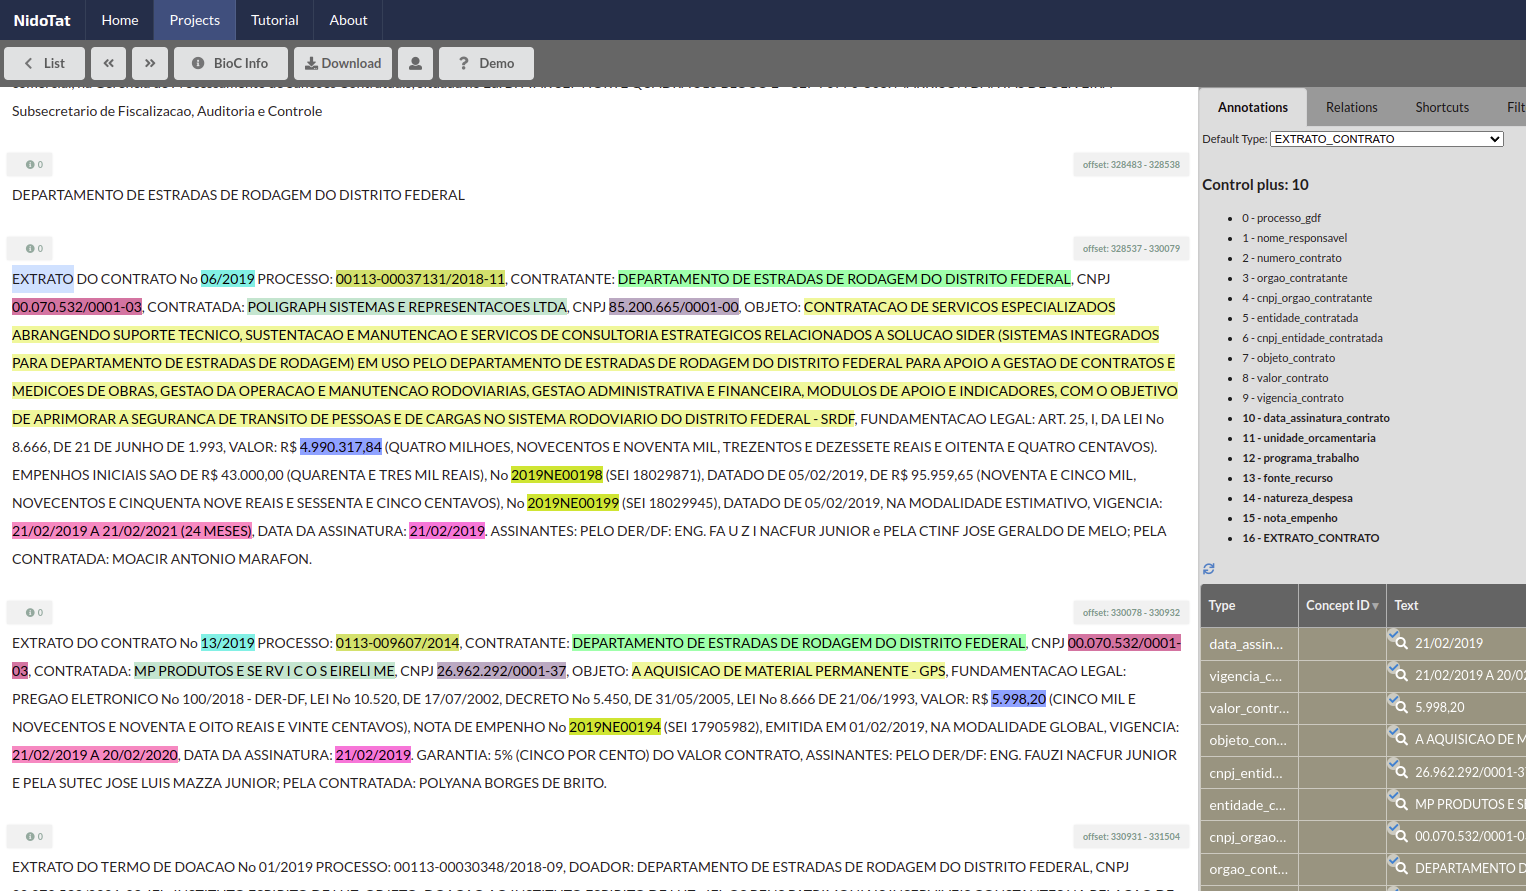 NidoTat Home Projects Tutorial About
List BioC Info Download ? Demo
Subsecretario de Fiscalizacao, Auditoria e Controle
0 offset: 328483 - 328538
DEPARTAMENTO DE ESTRADAS DE RODAGEM DO DISTRITO FEDERAL
0 offset: 328537 - 330079
EXTRATO DO CONTRATO No 06/2019 PROCESSO: 00113-00037131/2018-11, CONTRATANTE: DEPARTAMENTO DE ESTRADAS DE RODAGEM DO DISTRITO FEDERAL, CNPJ
00.070.532/0001-03, CONTRATADA: POLIGRAPH SISTEMAS E REPRESENTACOES LTDA, CNPJ 85.200.665/0001-00, OBJETO: CONTRATACAO DE SERVICOS ESPECIALIZADOS
ABRANGENDO SUPORTE TECNICO, SUSTENTACAO E MANUTENCAO E SERVICOS DE CONSULTORIA ESTRATEGICOS RELACIONADOS A SOLUCAO SIDER (SISTEMAS INTEGRADOS
PARA DEPARTAMENTO DE ESTRADAS DE RODAGEM) EM USO PELO DEPARTAMENTO DE ESTRADAS DE RODAGEM DO DISTRITO FEDERAL PARA APOIO A GESTAO DE CONTRATOS E
MEDICOES DE OBRAS, GESTAO DA OPERACAO E MANUTENCAO RODOVIARIAS, GESTAO ADMINISTRATIVA E FINANCEIRA, MODULOS DE APOIO E INDICADORES, COM O OBJETIVO
DE APRIMORAR A SEGURANCA DE TRANSITO DE PESSOAS E DE CARGAS NO SISTEMA RODOVIARIO DO DISTRITO FEDERAL - SRDF, FUNDAMENTACAO LEGAL: ART. 25, I, DA LEI No
8.666, DE 21 DE JUNHO DE 1.993, VALOR: R$ 4.990.317,84 (QUATRO MILHOES, NOVECENTOS E NOVENTA MIL, TREZENTOS E DEZESSETE REAIS E OITENTA E QUATRO CENTAVOS).
EMPENHOS INICIAIS SAO DE R$ 43.000,00 (QUARENTA E TRES MIL REAIS), No 2019NE00198 (SEI 18029871), DATADO DE 05/02/2019, DE R$ 95.959,65 (NOVENTA E CINCO MIL,
NOVECENTOS E CINQUENTA NOVE REAIS E SESSENTA E CINCO CENTAVOS), No 2019NE00199 (SEI 18029945), DATADO DE 05/02/2019, NA MODALIDADE ESTIMATIVO, VIGENCIA:
21/02/2019 A 21/02/2021 (24 MESES), DATA DA ASSINATURA: 21/02/2019. ASSINANTES: PELO DER/DF: ENG. FA U Z I NACFUR JUNIOR e PELA CTINF JOSE GERALDO DE MELO; PELA
CONTRATADA: MOACIR ANTONIO MARAFON.
0 offset: 330078 - 330932
EXTRATO DO CONTRATO No 13/2019 PROCESSO: 0113-009607/2014, CONTRATANTE: DEPARTAMENTO DE ESTRADAS DE RODAGEM DO DISTRITO FEDERAL, CNPJ 00.070.532/0001-
03, CONTRATADA: MP PRODUTOS E SE RV I C O S EIRELI ME, CNPJ 26.962.292/0001-37, OBJETO: A AQUISICAO DE MATERIAL PERMANENTE - GPS, FUNDAMENTACAO LEGAL:
PREGAO ELETRONICO No 100/2018 - DER-DF, LEI No 10.520, DE 17/07/2002, DECRETO No 5.450, DE 31/05/2005, LEI No 8.666 DE 21/06/1993, VALOR: R$ 5.998,20 (CINCO MIL E
NOVECENTOS E NOVENTA E OITO REAIS E VINTE CENTAVOS), NOTA DE EMPENHO No 2019NE00194 (SEI 17905982), EMITIDA EM 01/02/2019, NA MODALIDADE GLOBAL, VIGENCIA:
21/02/2019 A 20/02/2020, DATA DA ASSINATURA: 21/02/2019. GARANTIA: 5% (CINCO POR CENTO) DO VALOR CONTRATO, ASSINANTES: PELO DER/DF: ENG. FAUZI NACFUR JUNIOR
E PELA SUTEC JOSE LUIS MAZZA JUNIOR; PELA CONTRATADA: POLYANA BORGES DE BRITO.
0 offset: 330931 - 331504
EXTRATO DO TERMO DE DOACAO No 01/2019 PROCESSO: 00113-00030348/2018-09, DOADOR: DEPARTAMENTO DE ESTRADAS DE RODAGEM DO DISTRITO FEDERAL, CNPJ
Annotations Relations Shortcuts Filt
Default Type: EXTRATO_CONTRATO
Control plus: 10
0 - processo_gdf
1 - nome_responsavel
2 - numero_contrato
3 - orgao_contratante
4 - cnpj_orgao_contratante
5 - entidade_contratada
6 - cnpj_entidade_contratada
7 - objeto_contrato
8 - valor_contrato
9 - vigencia_contrato
10 - data_assinatura_contrato
11 - unidade_orcamentaria
12 - programa_trabalho
13 - fonte_recurso
14 - natureza_despesa
15 - nota_empenho
16 - EXTRATO_CONTRATO
Type Concept ID Text
data_assin... 21/02/2019
vigencia_c... 21/02/2019 A 20/02
valor_contr... 5.998,20
objeto_con... A AQUISICAO DE M
cnpj_entid... 26.962.292/0001-3
entidade_c... MP PRODUTOS E SE
cnpj_orgao... 00.070.532/0001-0
orgao_cont... DEPARTAMENTO D